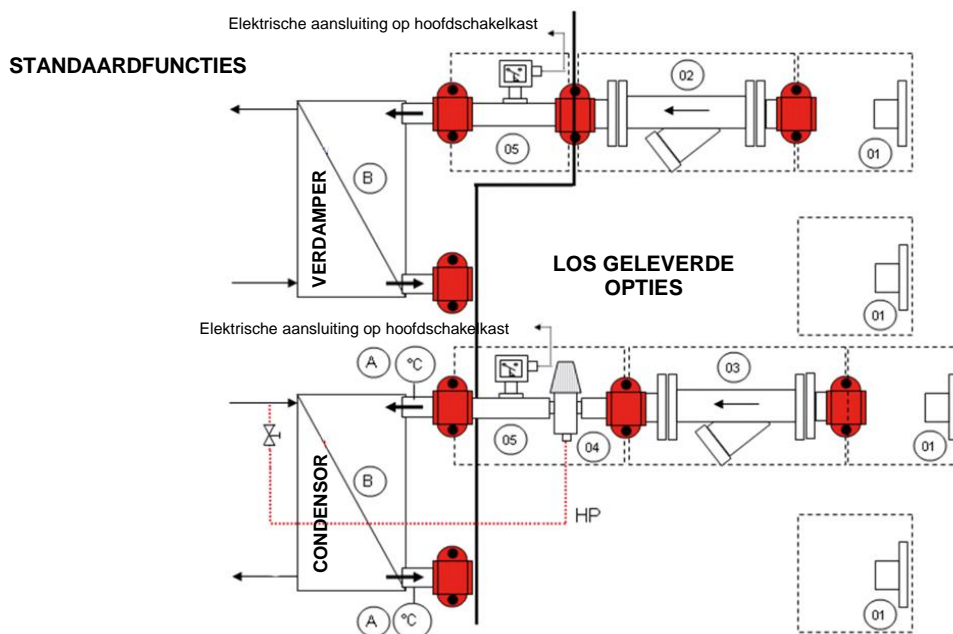 Elektrische aansluiting op hoofdschakelkast
STANDAARDFUNCTIES
02
05
01
B
VERDAMPER
LOS GELEVERDE
OPTIES
01
Elektrische aansluiting op hoofdschakelkast
A
°C
03
05
04
01
B
CONDENSOR
HP
01
A
°C